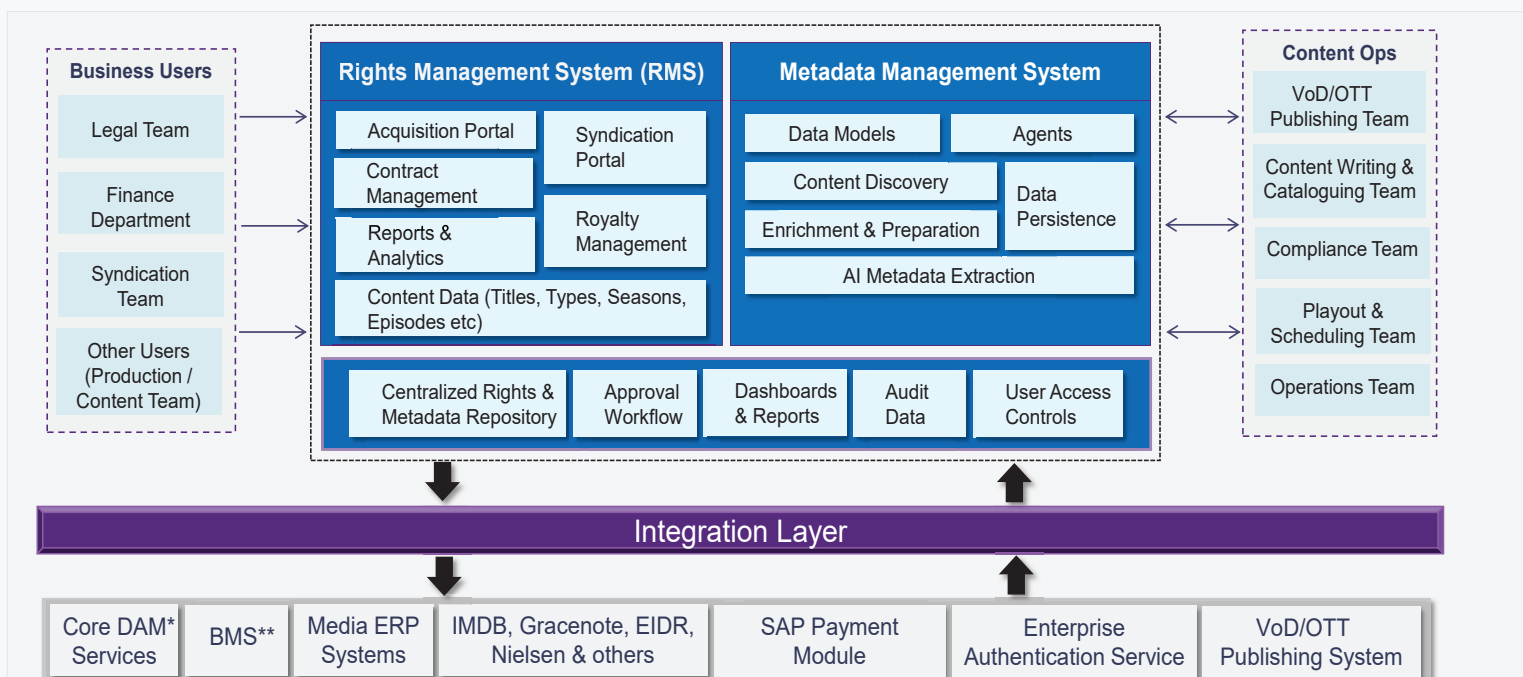 Business Users
Legal Team
Finance
Department
Syndication
Team
Other Users
(Production /
Content Team)
Rights Management System (RMS)
Acquisition Portal
Contract
Management
Reports &
Analytics
Syndication
Portal
Royalty
Management
Content Data (Titles, Types, Seasons,
Episodes etc)
Metadata Management System
Data Models
Agents
Content Discovery
Enrichment & Preparation
Data
Persistence
AI Metadata Extraction
Centralized Rights &
Metadata Repository
Approval
Workflow
Dashboards
& Reports
Audit
Data
User Access
Controls
Content Ops
VoD/OTT
Publishing Team
Content Writing &
Cataloguing Team
Compliance Team
Playout &
Scheduling Team
Operations Team
Integration Layer
Core DAM*
Services
BMS**
Media ERP
Systems
IMDB, Gracenote, EIDR,
Nielsen & others
SAP Payment
Module
Enterprise
Authentication Service
VoD/OTT
Publishing System